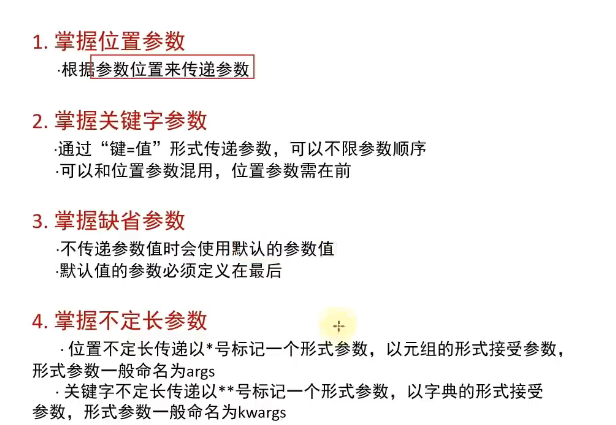 1. 掌握位置参数
·根据参数位置来传递参数
2. 掌握关键字参数
·通过“键=值”形式传递参数，可以不限参数顺序
·可以和位置参数混用，位置参数需在前
3. 掌握缺省参数
·不传递参数值时会使用默认的参数值
·默认值的参数必须定义在最后
4. 掌握不定长参数
·位置不定长传递以*号标记一个形式参数，以元组的形式接受参数，
形式参数一般命名为args
·关键字不定长传递以**号标记一个形式参数，以字典的形式接受
参数，形式参数一般命名为kwargs